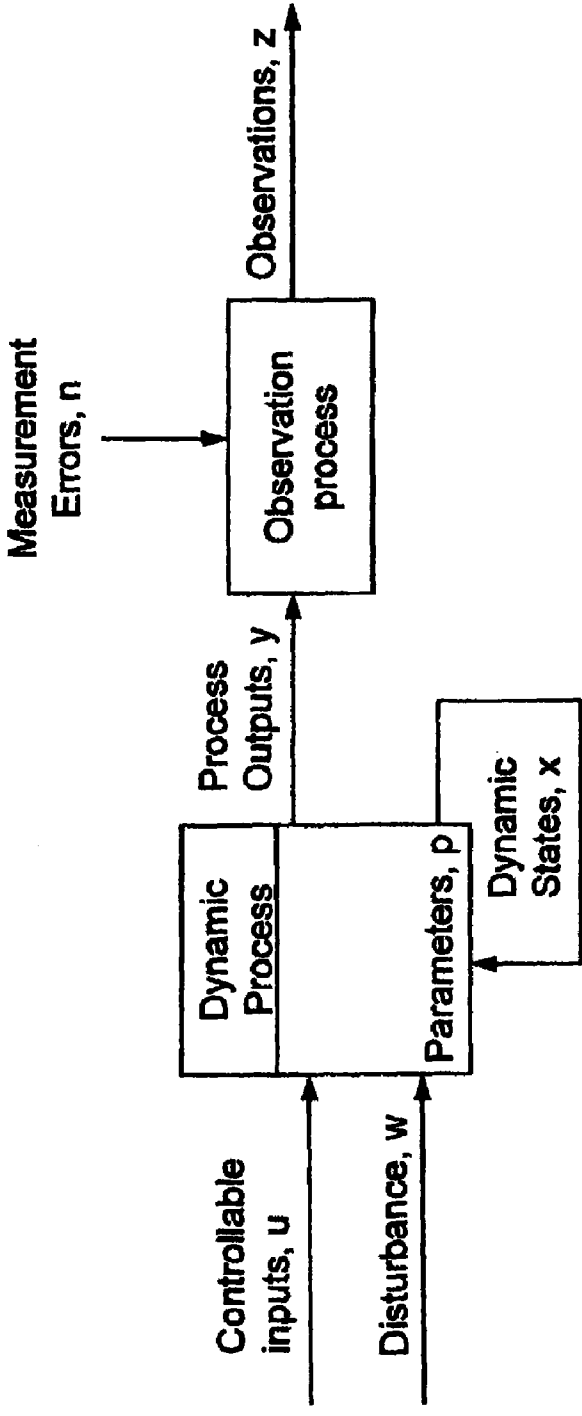 Controllable
inputs, u
Disturbance, w
Dynamic
Process
Parameters, p
Dynamic
States, x
Process
Outputs, y
Measurement
Errors, n
Observation
process
Observations, z